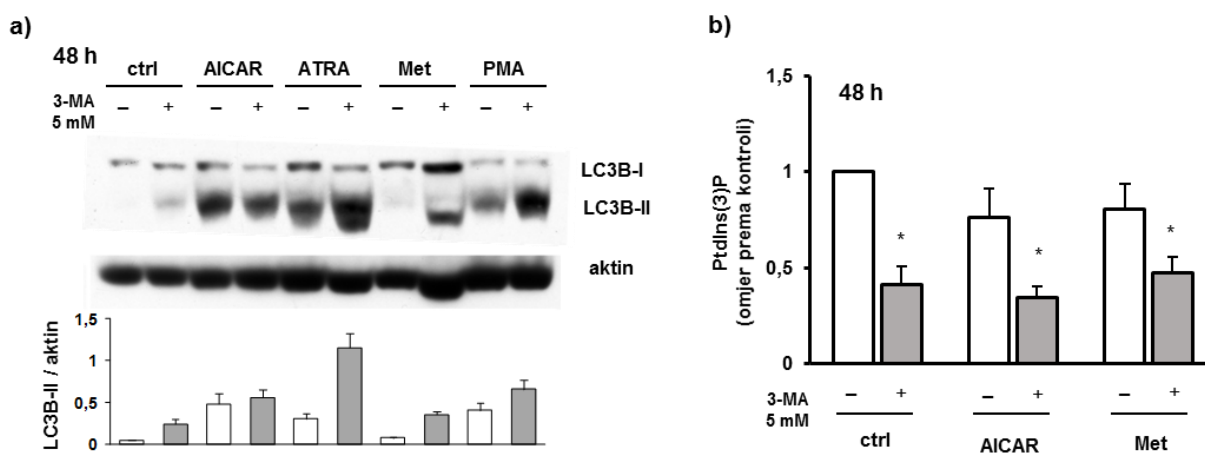 a)
48 h
ctrl AICAR ATRA Met PMA
3-MA – + – + – + – + – +
5 mM
LC3B-I
LC3B-II
aktin
LC3B-II / aktin
1,5
1
0,5
0
b)
48 h
PtdIns(3)P
(omjer prema kontroli)
1,5
1
0,5
0
* * *
3-MA – + – + – +
5 mM
ctrl AICAR Met